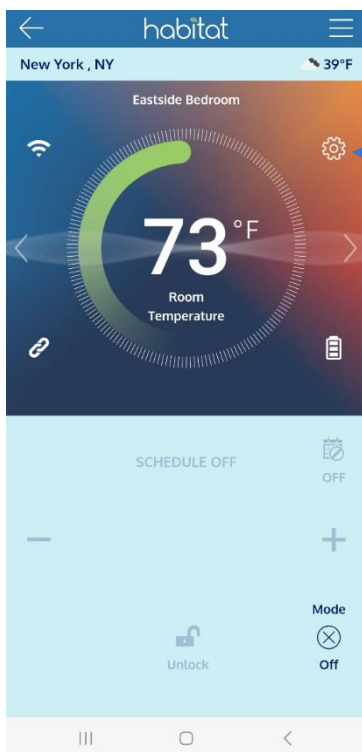 habitat
New York , NY 39°F
Eastside Bedroom
73°F
Room
Temperature
SCHEDULE OFF
OFF
Mode
Unlock
Off